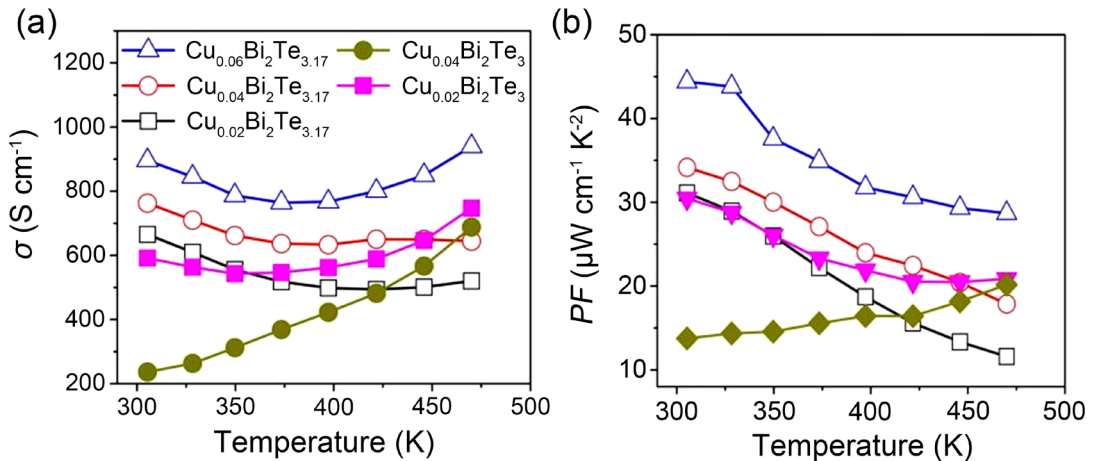 (a)
σ (S cm⁻¹)
1200
1000
800
600
400
200
Cu₀.₀₆Bi₂Te₃.₁₇
Cu₀.₀₄Bi₂Te₃.₁₇
Cu₀.₀₂Bi₂Te₃.₁₇
Cu₀.₀₄Bi₂Te₃
Cu₀.₀₂Bi₂Te₃
300 350 400 450 500
Temperature (K)
(b)
PF (µW cm⁻¹ K⁻²)
50
40
30
20
10
300 350 400 450 500
Temperature (K)